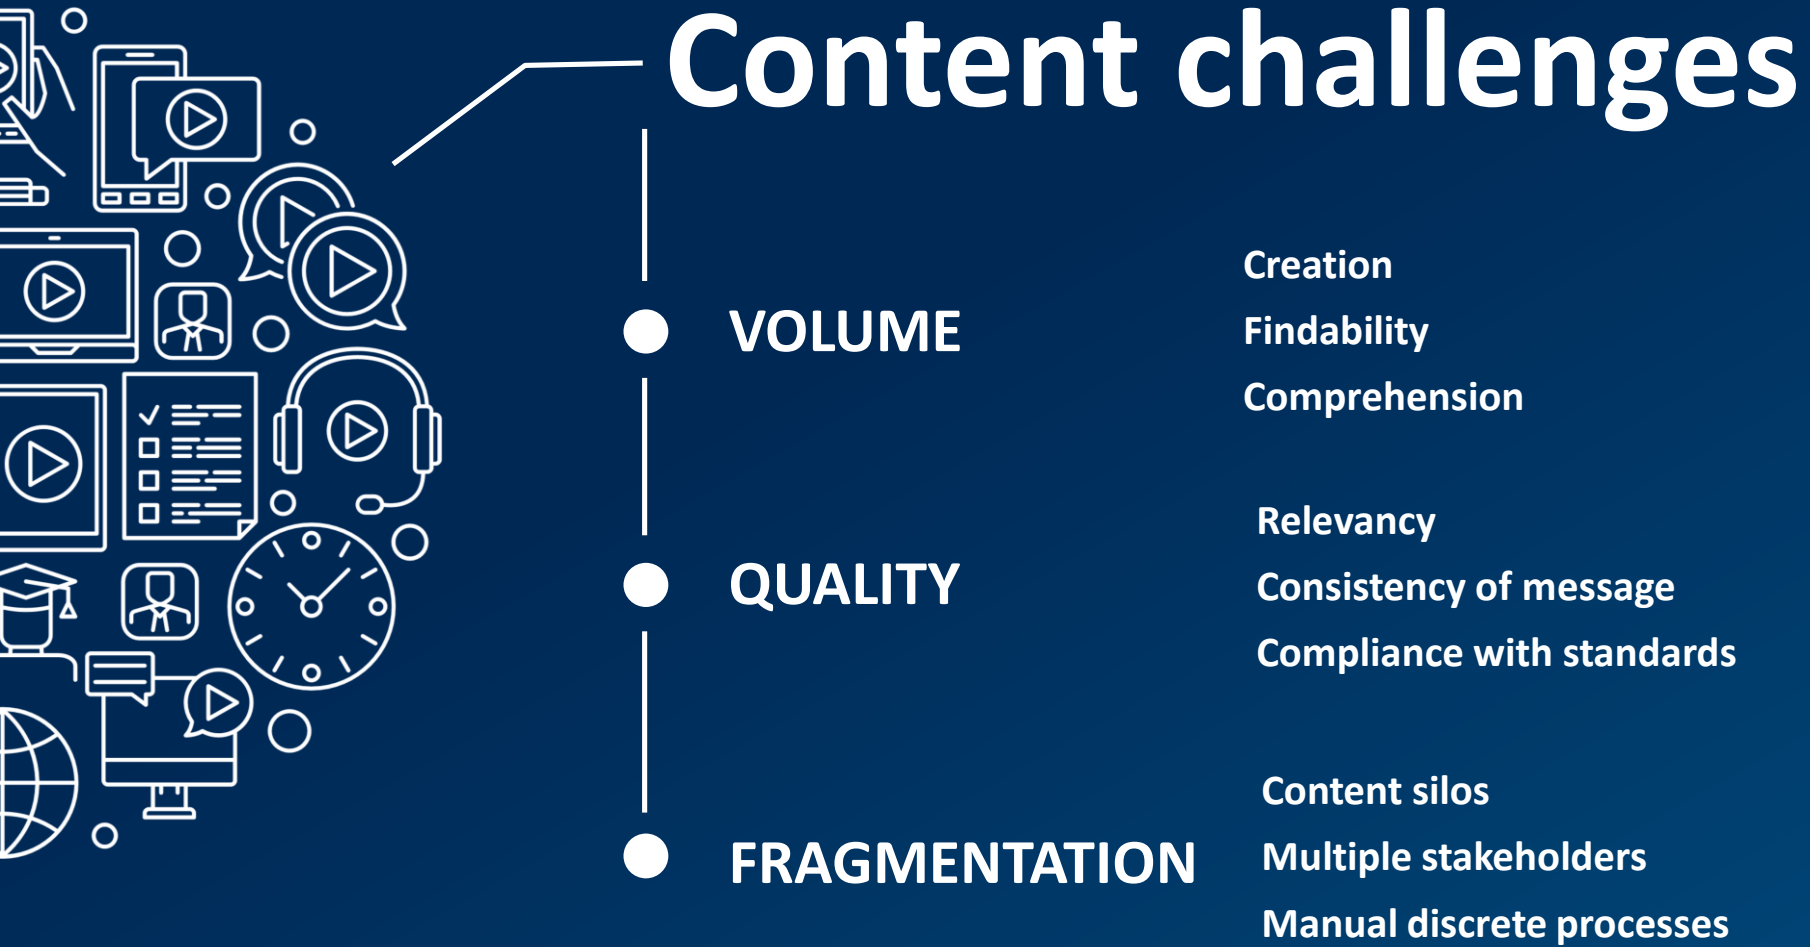 Content challenges
VOLUME
Creation
Findability
Comprehension
QUALITY
Relevancy
Consistency of message
Compliance with standards
FRAGMENTATION
Content silos
Multiple stakeholders
Manual discrete processes